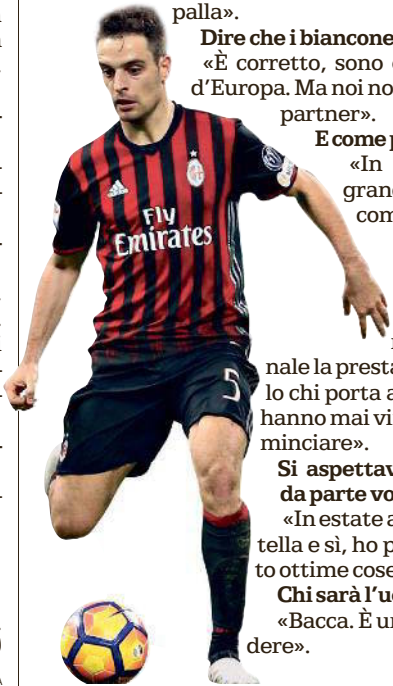 palla».
Dire che i biancone
«È corretto, sono
d'Europa. Ma noi no
partner».
E come p
«In
grand
com
Fly
Emirates
5
nale la presta
lo chi porta a
hanno mai vi
minciare».
Si aspettav
da parte vo
«In estate a
tella e sì, ho p
to ottime cose
Chi sarà l'uo
«Bacca. È un
dere».